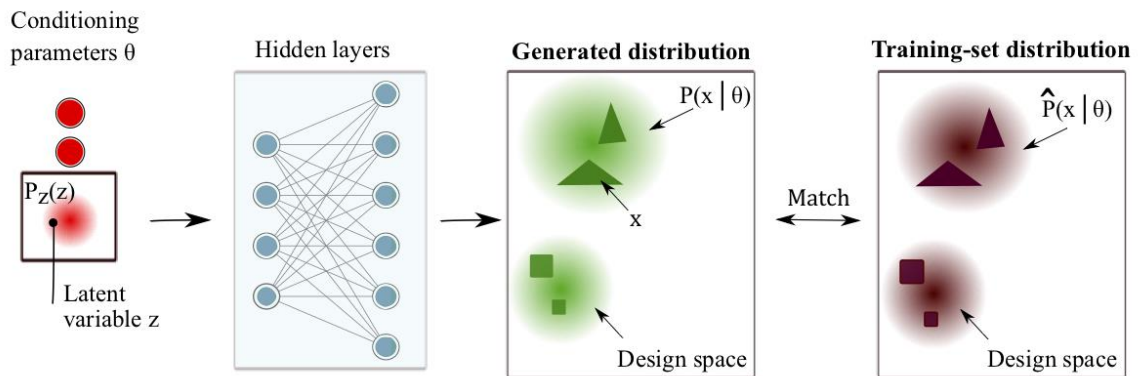 Conditioning
parameters θ
P_Z(z)
Latent
variable z
Hidden layers
Generated distribution
P(x | θ)
x
Design space
Match
Training-set distribution
P̂(x | θ)
Design space